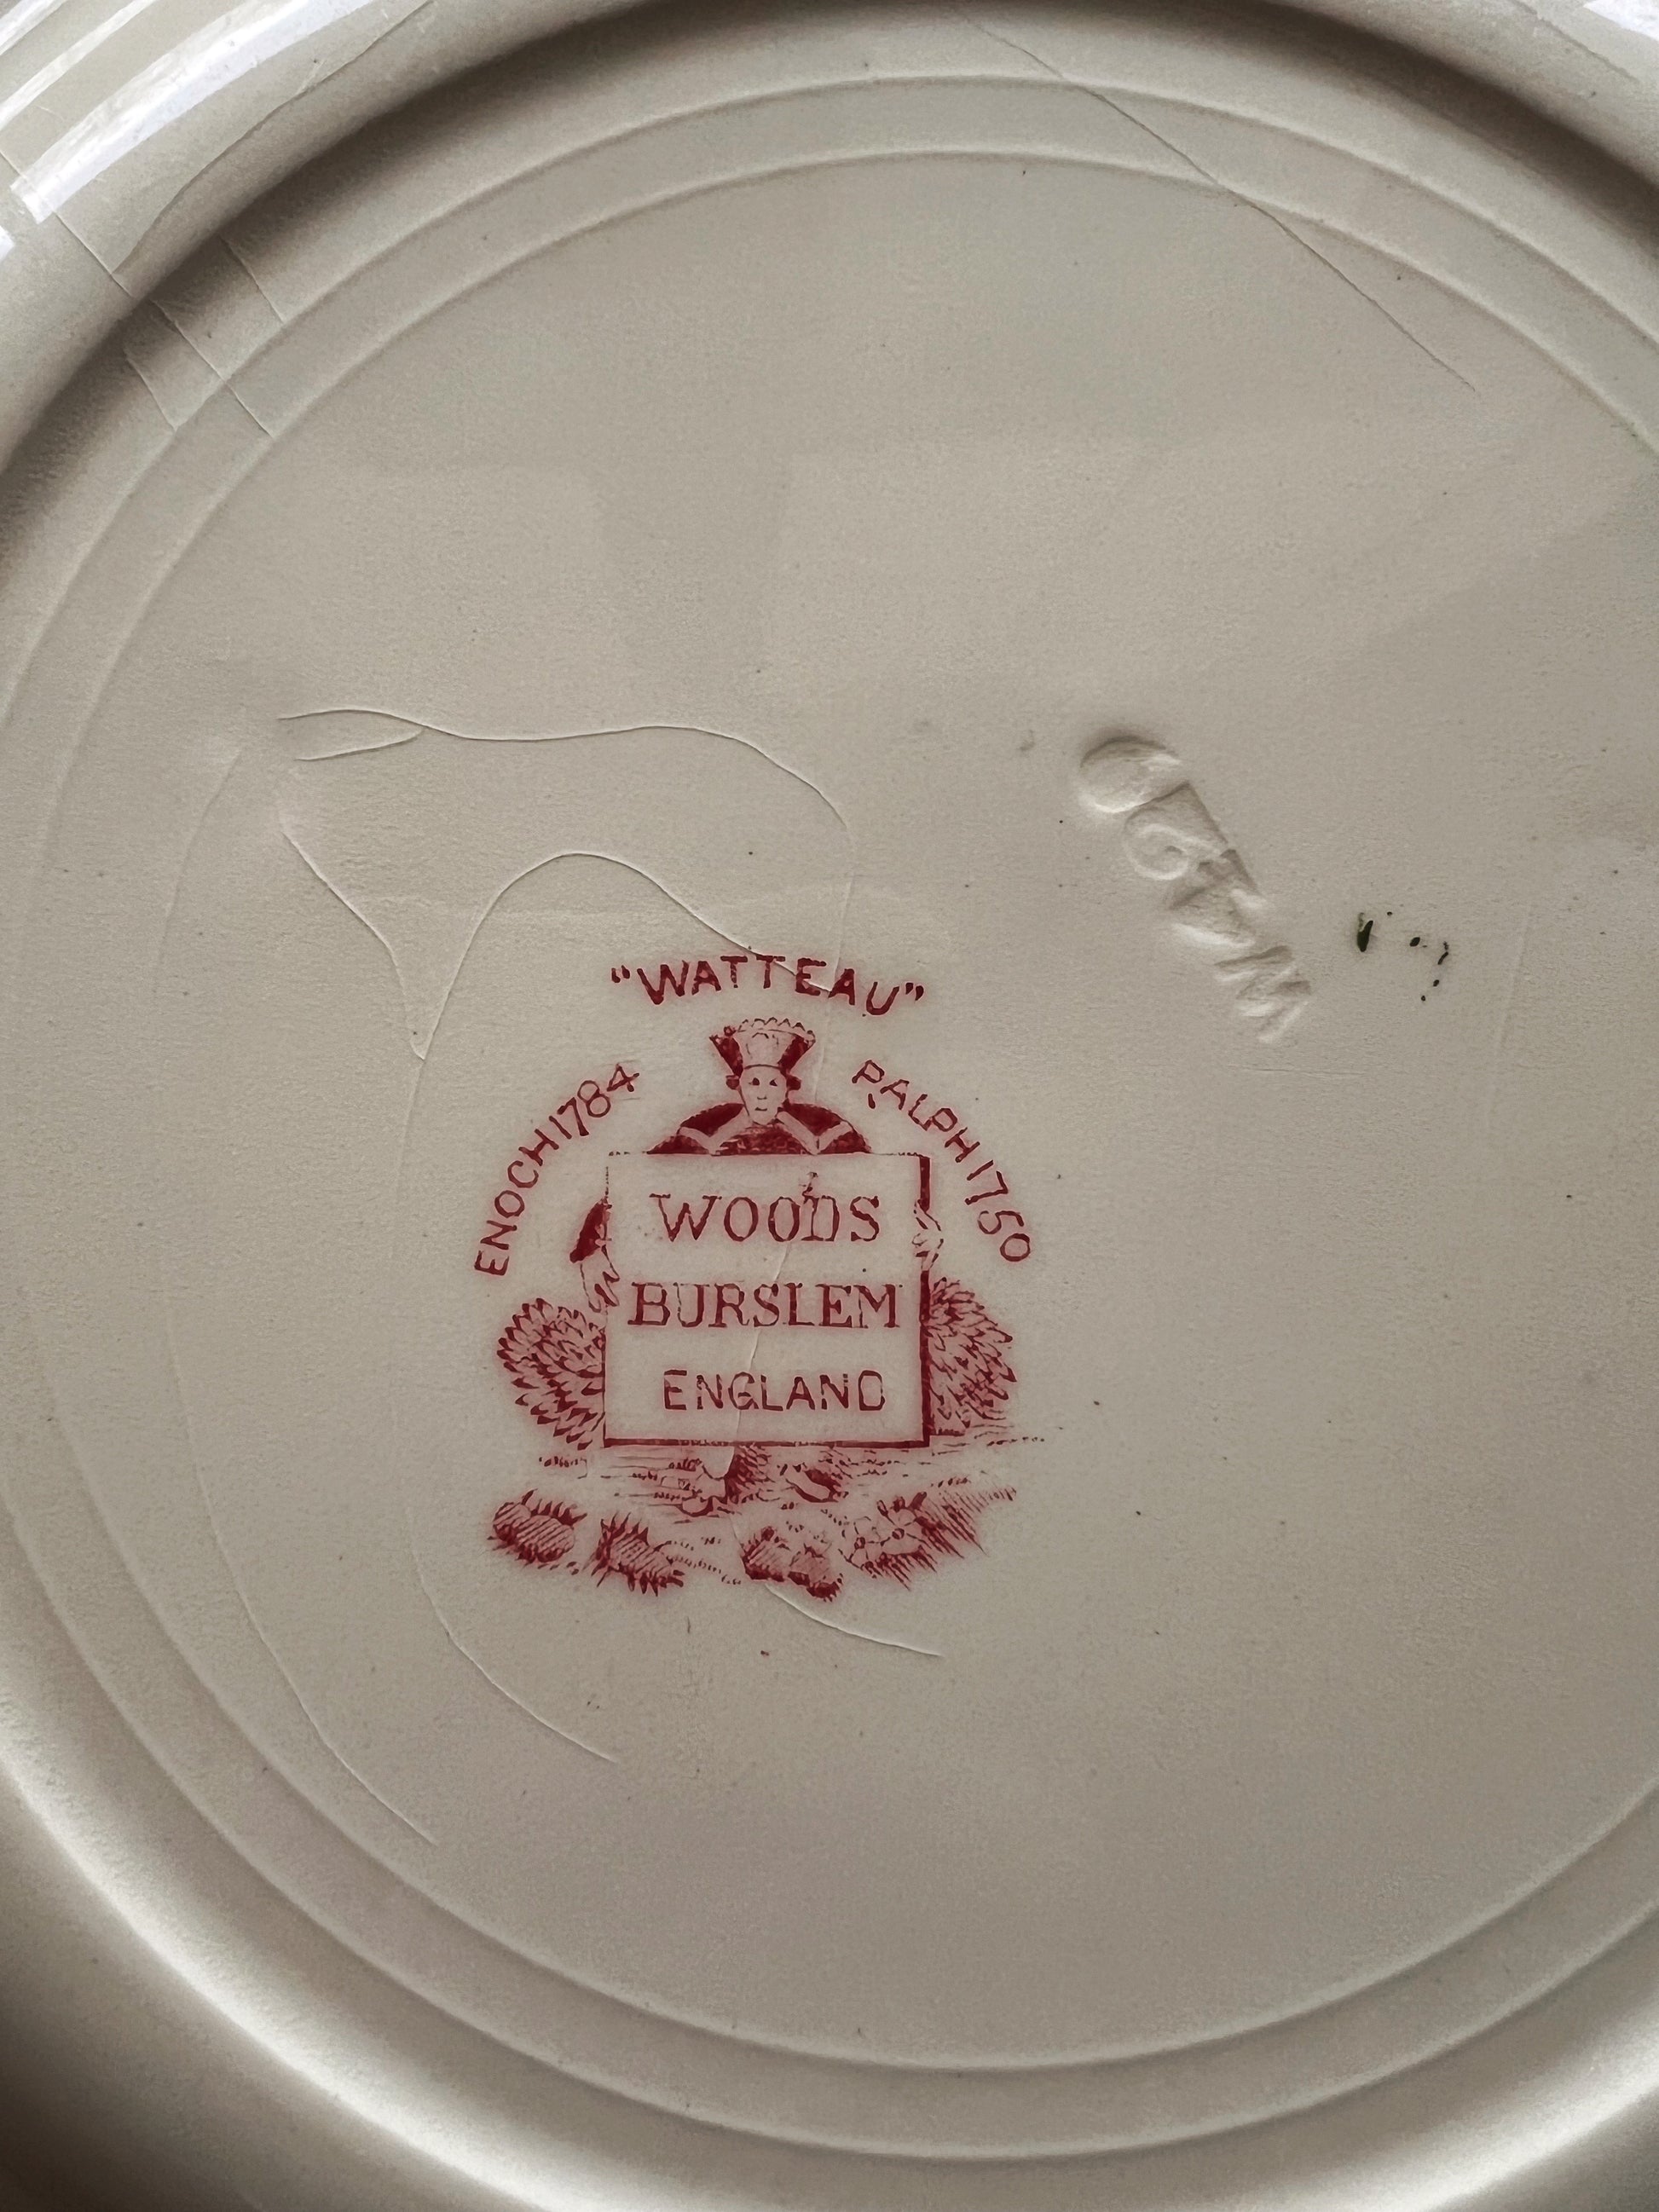 "WATTEAU"
ENOCH 1784
RALPH 1750
WOODS
BURSLEM
ENGLAND